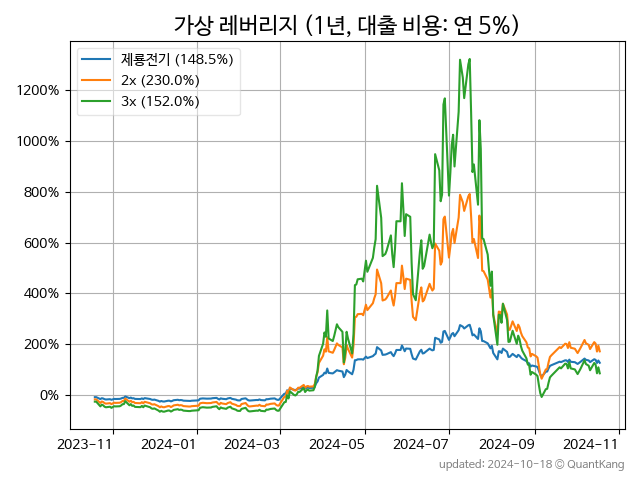 가상 레버리지 (1년, 대출 비용: 연 5%)
제룡전기 (148.5%)
2x (230.0%)
3x (152.0%)
1200%
1000%
800%
600%
400%
200%
0%
2023-11 2024-01 2024-03 2024-05 2024-07 2024-09 2024-11
updated: 2024-10-18 © QuantKang